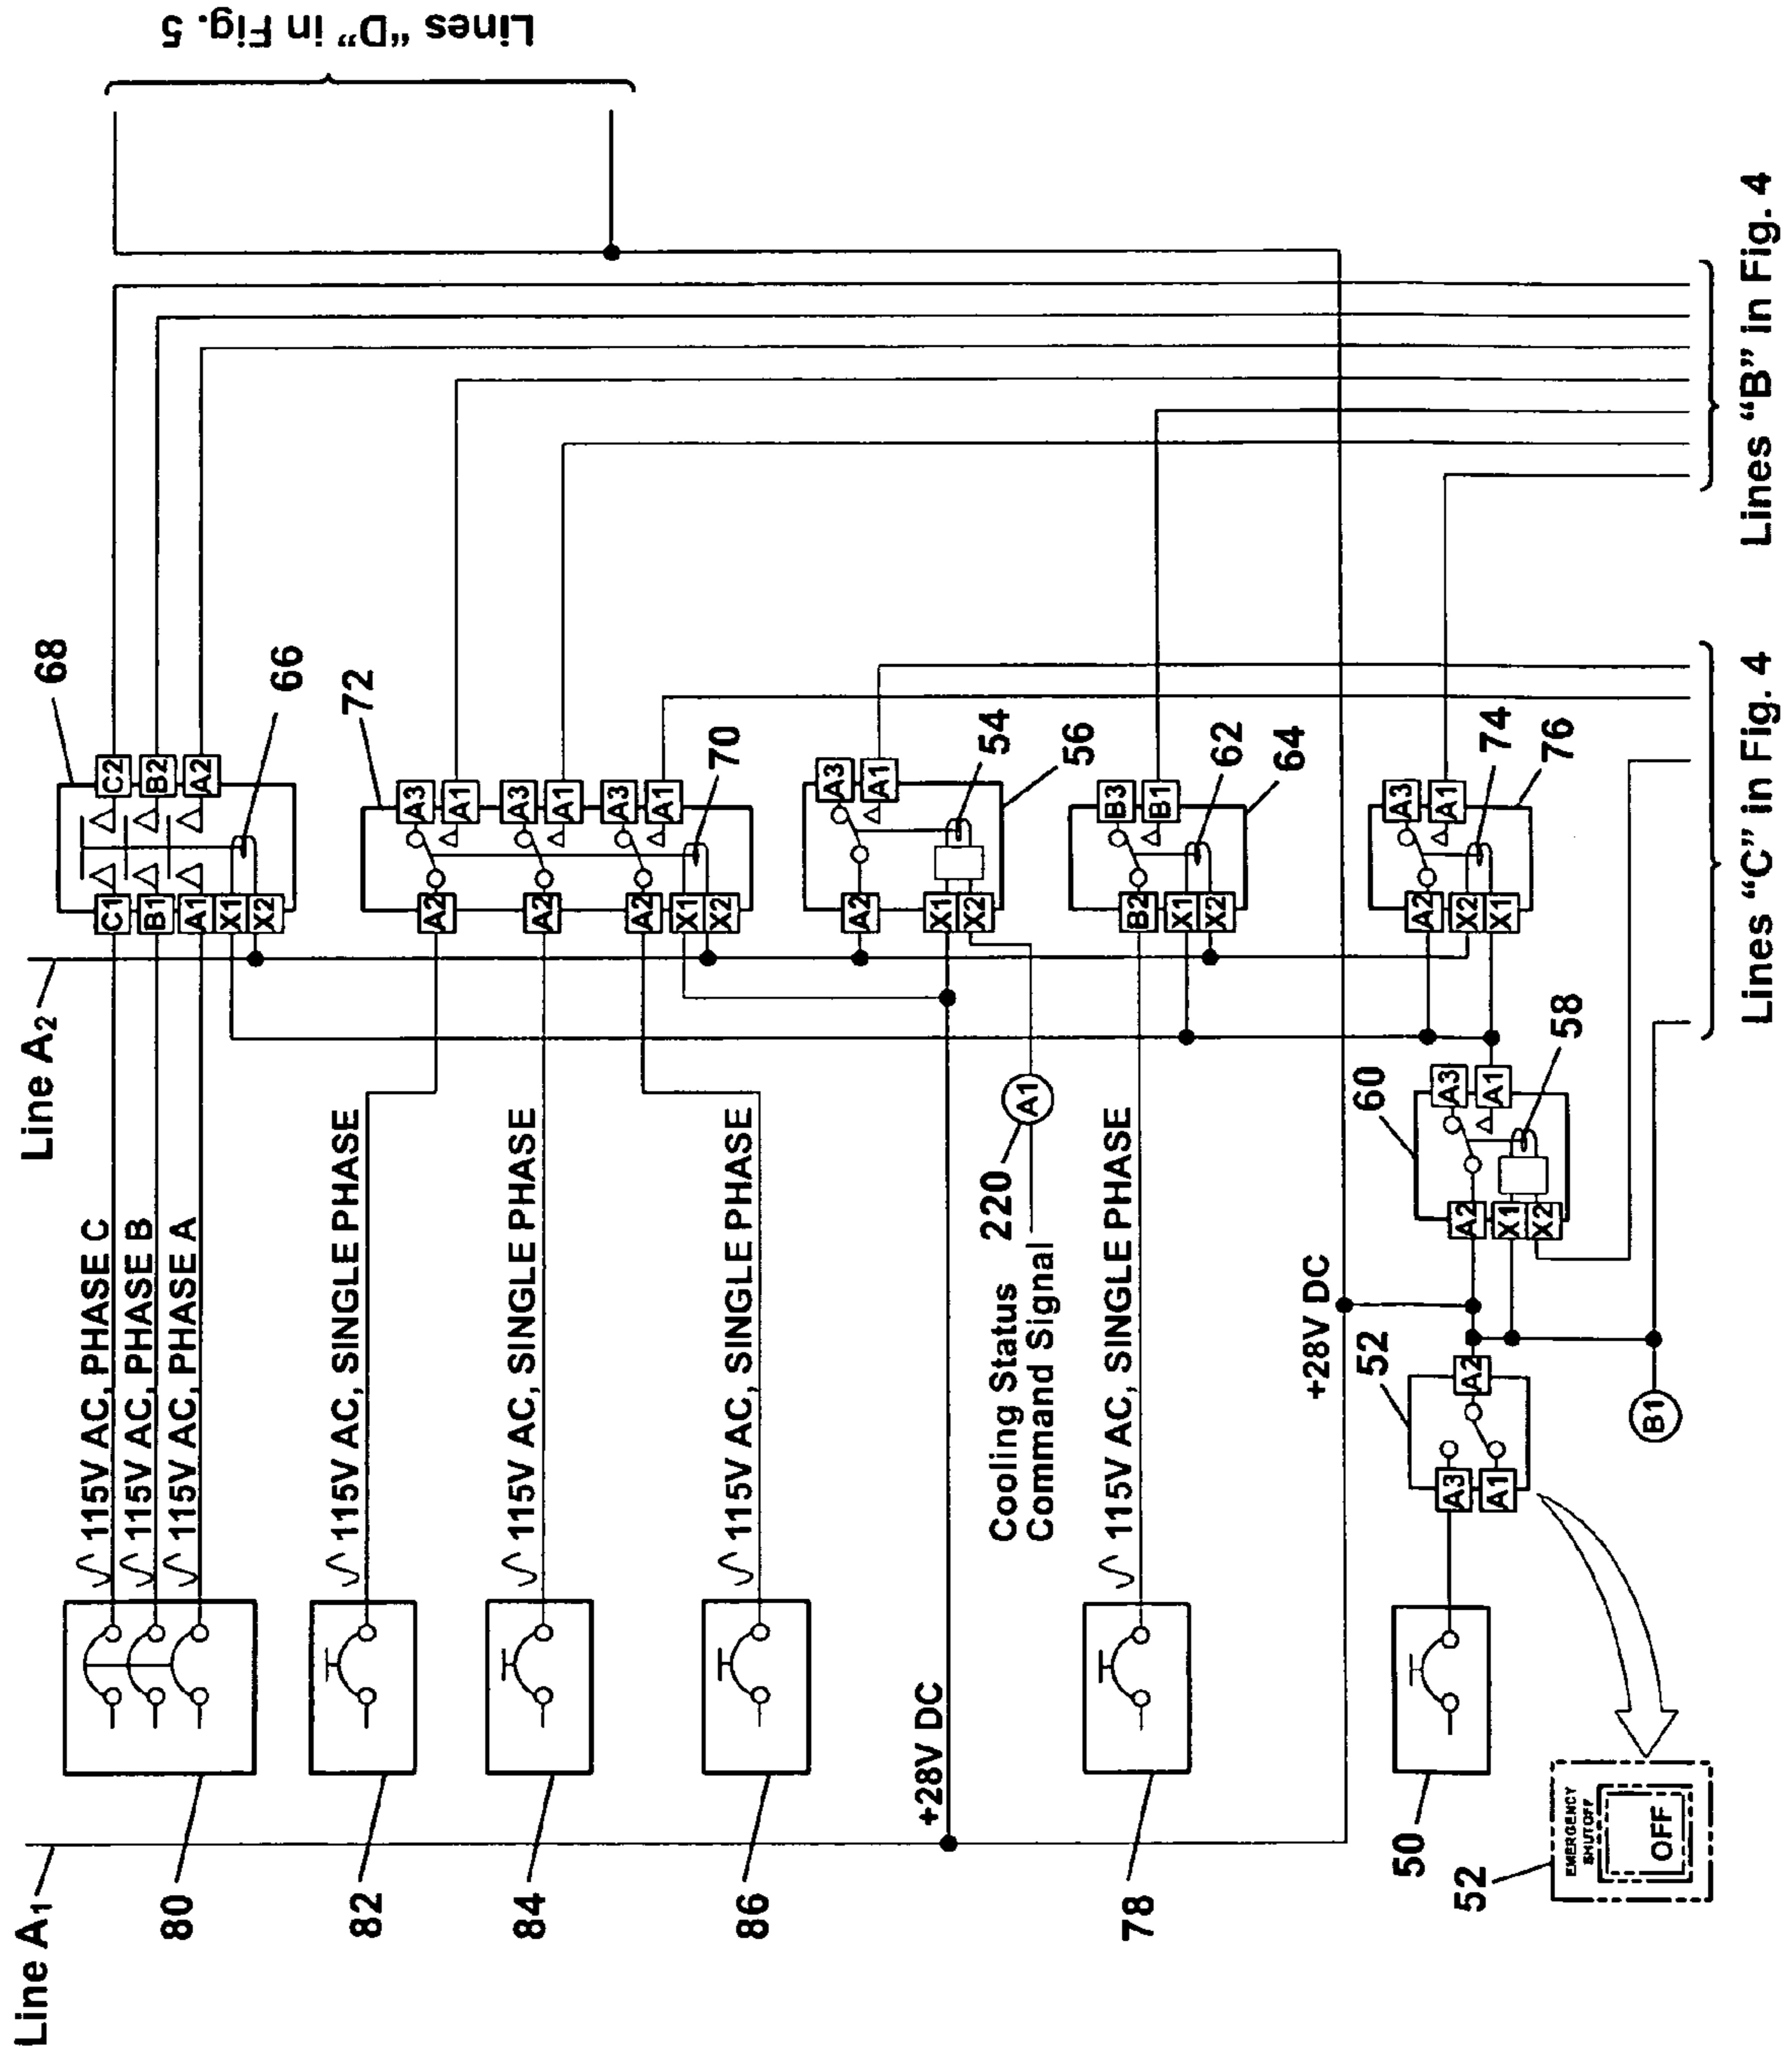 Lines "D" in Fig. 5
68
66
C2
B2
A2
C1
B1
A1
X1
X2
Line A2
115V AC, PHASE C
115V AC, PHASE B
115V AC, PHASE A
80
Line A1
72
70
A3
A1
A3
A1
A3
A1
A2
A2
A2
X1
X2
115V AC, SINGLE PHASE
82
115V AC, SINGLE PHASE
84
115V AC, SINGLE PHASE
86
54
56
A3
A1
A2
X1
X2
+28V DC
Cooling Status
Command Signal
220
A1
62
64
B3
B1
B2
X1
X2
115V AC, SINGLE PHASE
78
74
76
A3
A1
A2
X2
X1
+28V DC
60
58
A3
A1
A2
X1
X2
52
A2
A3
A1
50
B1
52
EMERGENCY
SHUTOFF
OFF
Lines "B" in Fig. 4
Lines "C" in Fig. 4